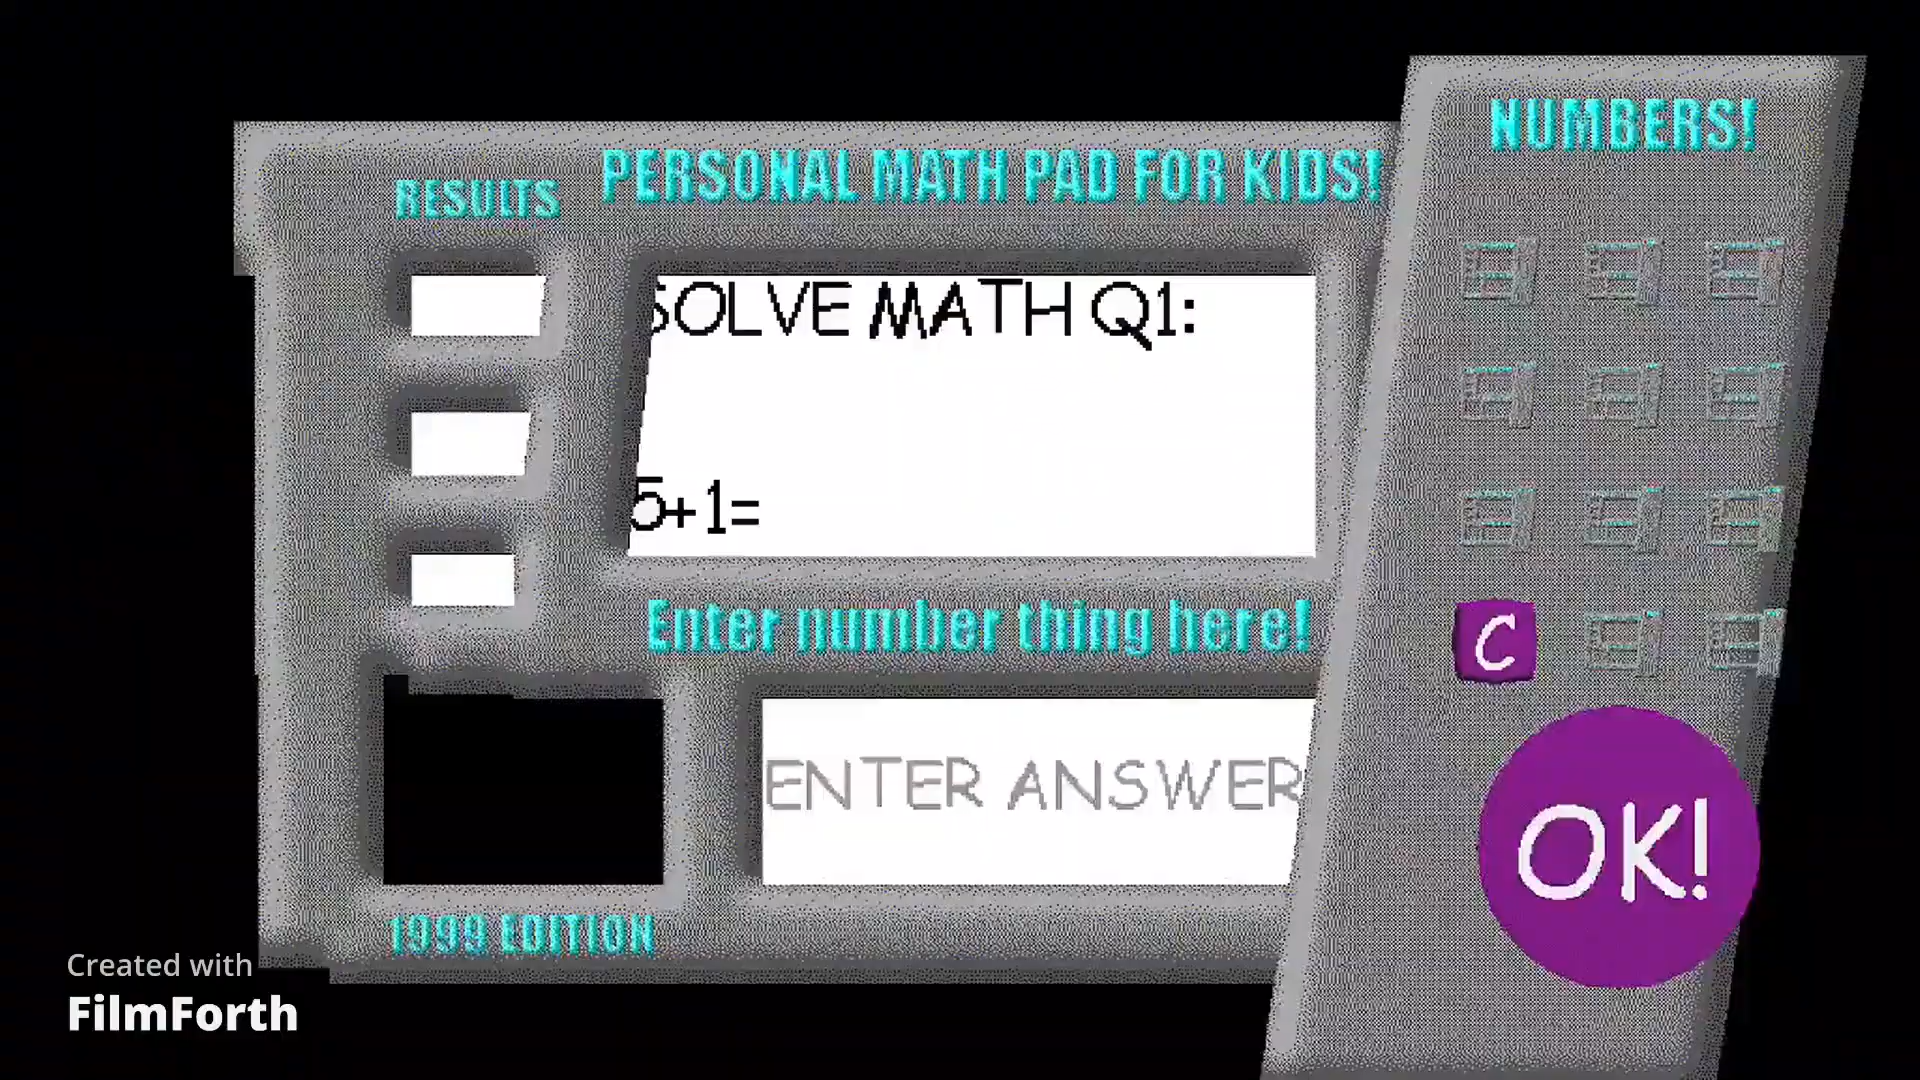 NUMBERS!
PERSONAL MATH PAD FOR KIDS!
RESULTS
SOLVE MATH Q1:
5+1=
Enter number thing here!
C
ENTER ANSWER
OK!
1999 EDITION
Created with
FilmForth